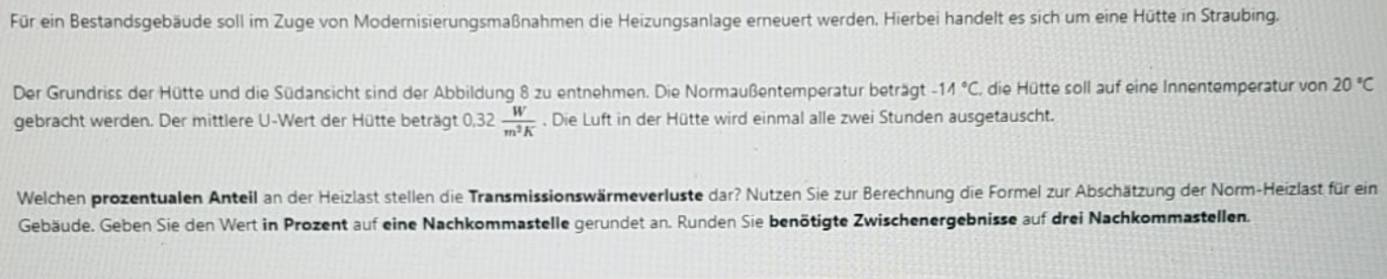 Für ein Bestandsgebäude soll im Zuge von Modernisierungsmaßnahmen die Heizungsanlage erneuert werden. Hierbei handelt es sich um eine Hütte in Straubing.
Der Grundriss der Hütte und die Südansicht sind der Abbildung 8 zu entnehmen. Die Normaußentemperatur beträgt -14 °C, die Hütte soll auf eine Innentemperatur von 20 °C
gebracht werden. Der mittlere U-Wert der Hütte beträgt 0,32 W/(m²K). Die Luft in der Hütte wird einmal alle zwei Stunden ausgetauscht.
Welchen prozentualen Anteil an der Heizlast stellen die Transmissionswärmeverluste dar? Nutzen Sie zur Berechnung die Formel zur Abschätzung der Norm-Heizlast für ein
Gebäude. Geben Sie den Wert in Prozent auf eine Nachkommastelle gerundet an. Runden Sie benötigte Zwischenergebnisse auf drei Nachkommastellen.